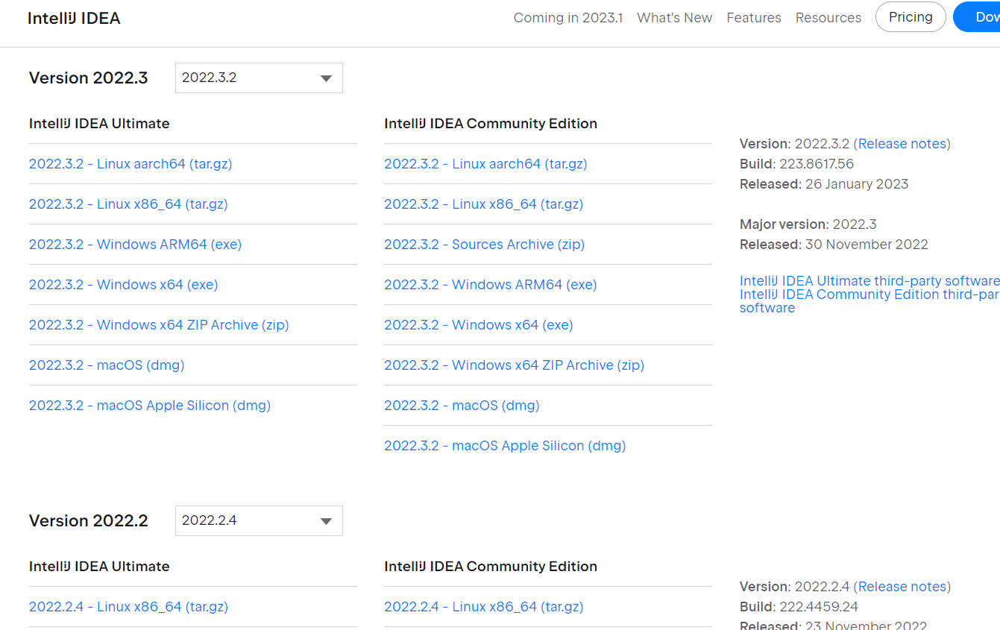 IntelliJ IDEA
Coming in 2023.1 What's New Features Resources Pricing
Version 2022.3 2022.3.2
IntelliJ IDEA Ultimate
2022.3.2 - Linux aarch64 (tar.gz)
2022.3.2 - Linux x86_64 (tar.gz)
2022.3.2 - Windows ARM64 (exe)
2022.3.2 - Windows x64 (exe)
2022.3.2 - Windows x64 ZIP Archive (zip)
2022.3.2 - macOS (dmg)
2022.3.2 - macOS Apple Silicon (dmg)
IntelliJ IDEA Community Edition
2022.3.2 - Linux aarch64 (tar.gz)
2022.3.2 - Linux x86_64 (tar.gz)
2022.3.2 - Sources Archive (zip)
2022.3.2 - Windows ARM64 (exe)
2022.3.2 - Windows x64 (exe)
2022.3.2 - Windows x64 ZIP Archive (zip)
2022.3.2 - macOS (dmg)
2022.3.2 - macOS Apple Silicon (dmg)
Version: 2022.3.2 (Release notes)
Build: 223.8617.56
Released: 26 January 2023
Major version: 2022.3
Released: 30 November 2022
IntelliJ IDEA Ultimate third-party software
IntelliJ IDEA Community Edition third-par
software
Version 2022.2 2022.2.4
IntelliJ IDEA Ultimate
2022.2.4 - Linux x86_64 (tar.gz)
IntelliJ IDEA Community Edition
2022.2.4 - Linux x86_64 (tar.gz)
Version: 2022.2.4 (Release notes)
Build: 222.4459.24
Released: 23 November 2022